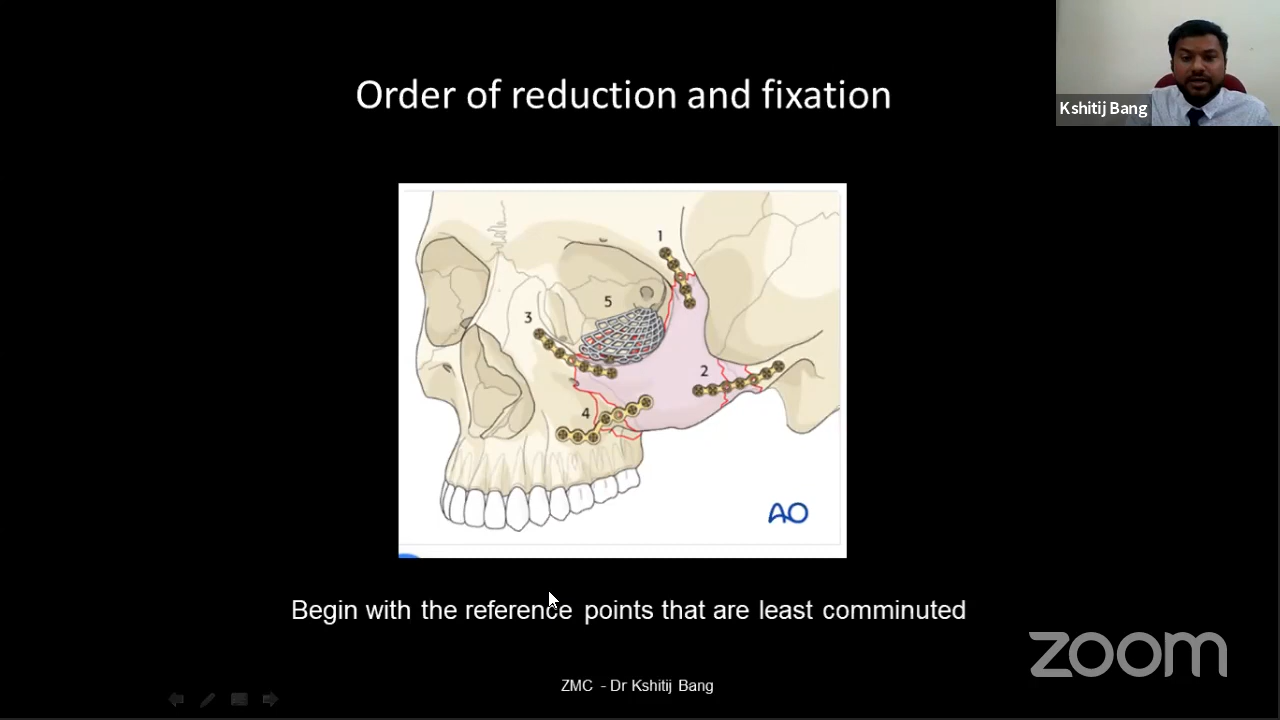 Order of reduction and fixation
Kshitij Bang
1
5
3
2
4
AO
Begin with the reference points that are least comminuted
zoom
ZMC - Dr Kshitij Bang